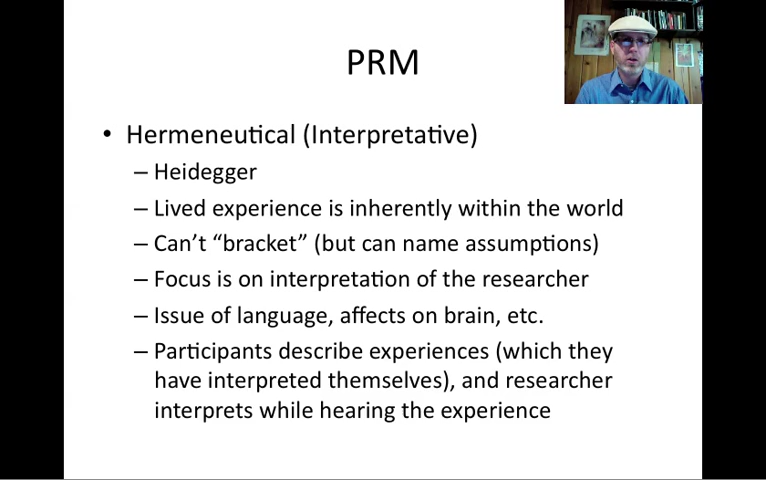 PRM
• Hermeneutical (Interpretative)
– Heidegger
– Lived experience is inherently within the world
– Can't “bracket” (but can name assumptions)
– Focus is on interpretation of the researcher
– Issue of language, affects on brain, etc.
– Participants describe experiences (which they
have interpreted themselves), and researcher
interprets while hearing the experience